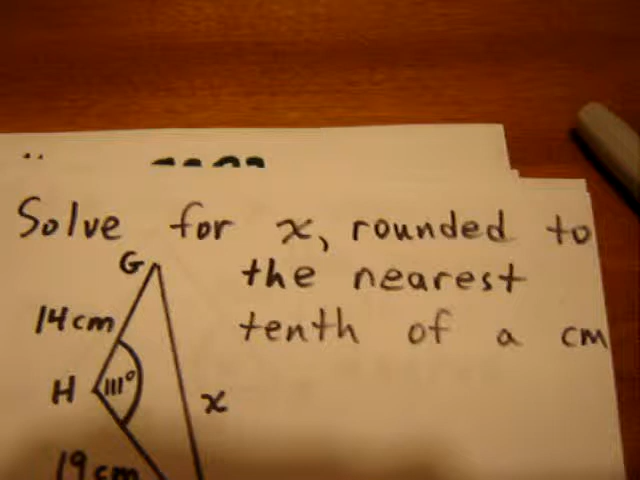 Solve for x, rounded to
G the nearest
14cm tenth of a cm
H 111° x
19cm